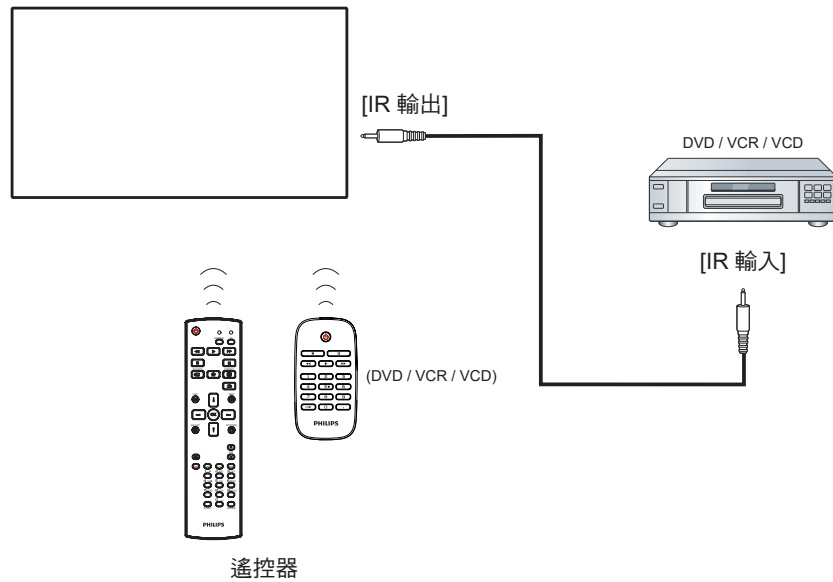 [IR 輸出]
DVD / VCR / VCD
[IR 輸入]
(DVD / VCR / VCD)
PHILIPS
PHILIPS
遙控器